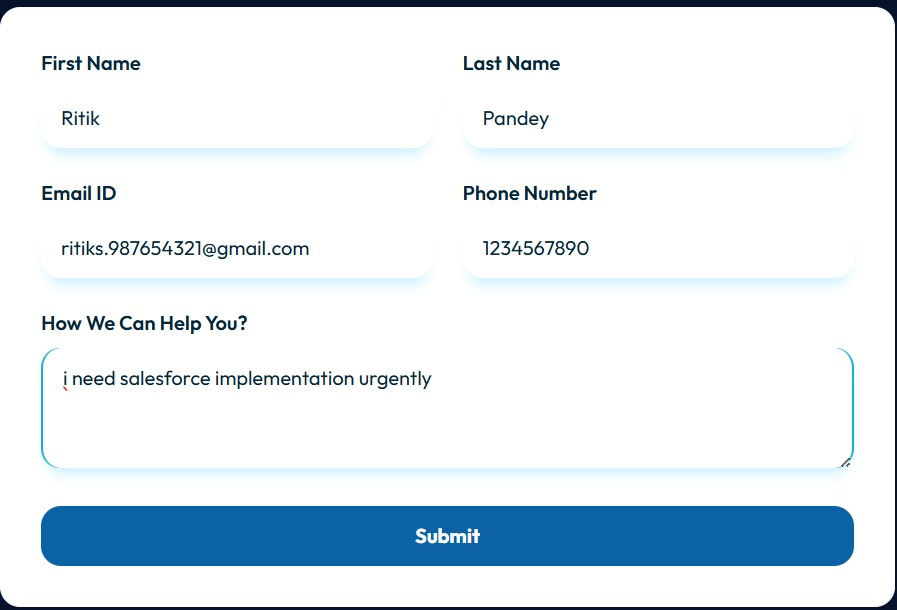 First Name
Last Name
Ritik
Pandey
Email ID
Phone Number
ritiks.987654321@gmail.com
1234567890
How We Can Help You?
i need salesforce implementation urgently
Submit